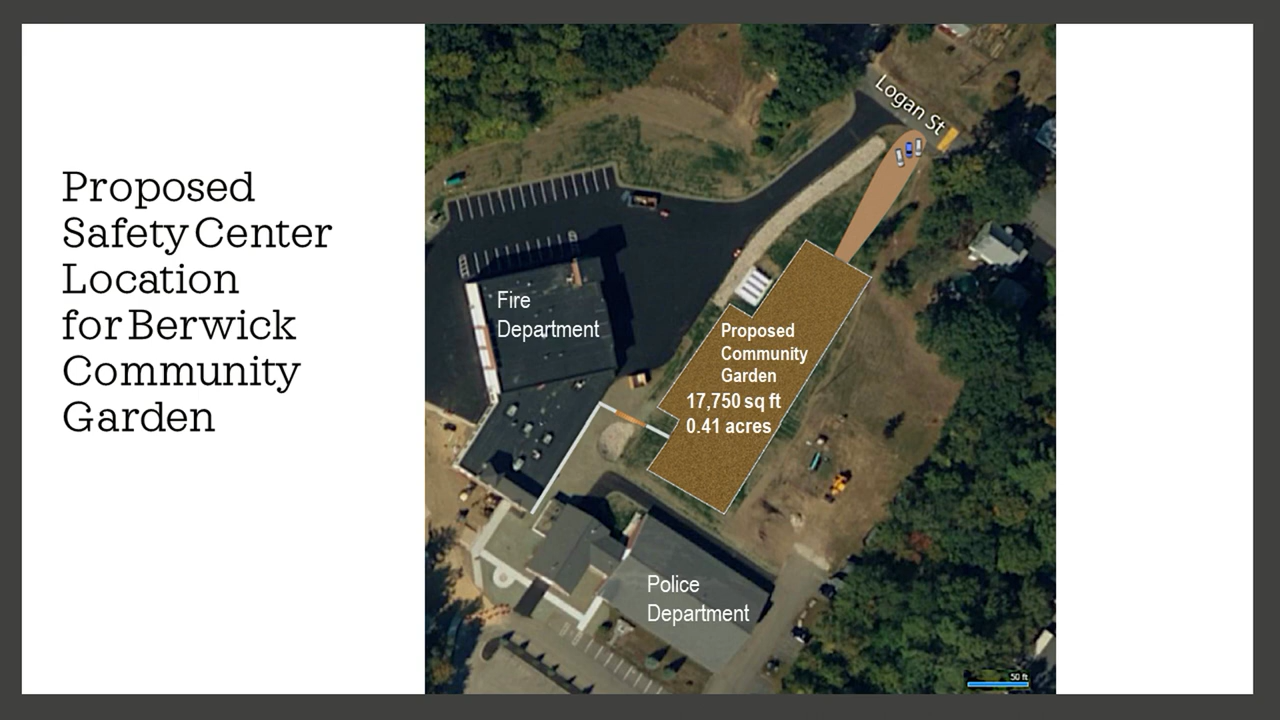 Proposed
Safety Center
Location
for Berwick
Community
Garden
Logan St
Fire
Department
Proposed
Community
Garden
17,750 sq ft
0.41 acres
Police
Department
50 ft